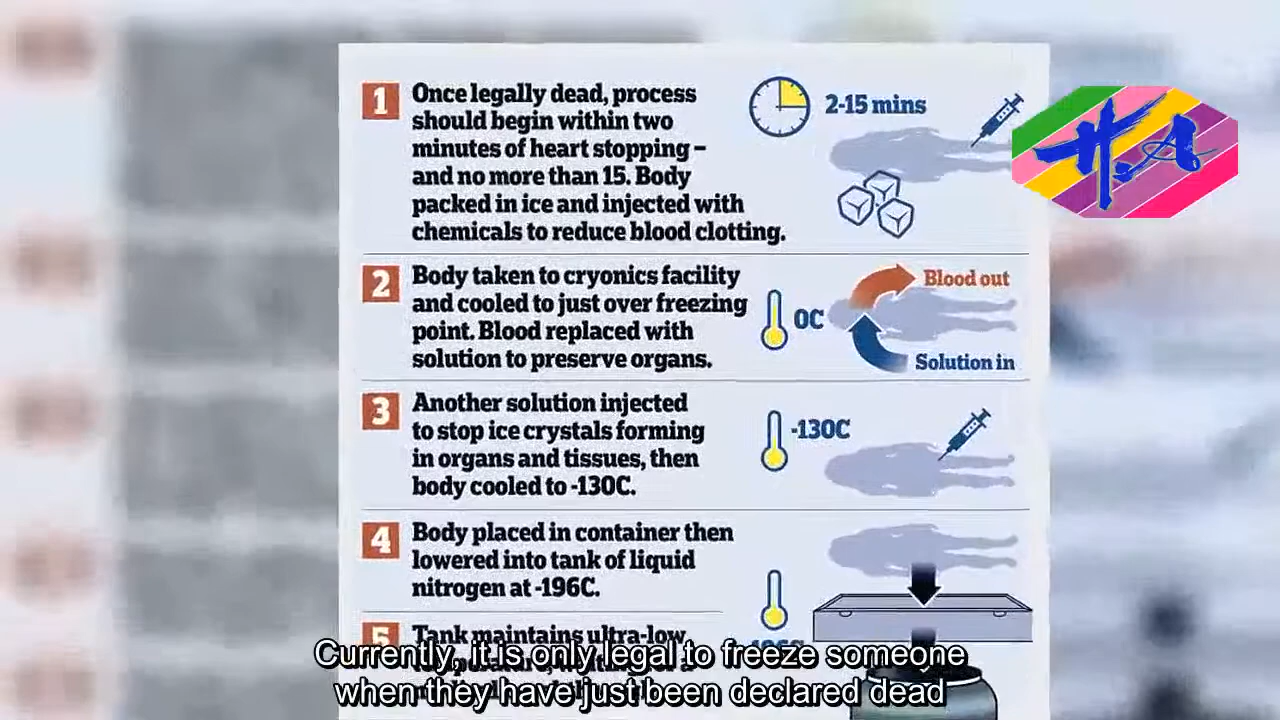 1
Once legally dead, process
should begin within two
minutes of heart stopping –
and no more than 15. Body
packed in ice and injected with
chemicals to reduce blood clotting.
2-15 mins
H.A
2
Body taken to cryonics facility
and cooled to just over freezing
point. Blood replaced with
solution to preserve organs.
0C
Blood out
Solution in
3
Another solution injected
to stop ice crystals forming
in organs and tissues, then
body cooled to -130C.
-130C
4
Body placed in container then
lowered into tank of liquid
nitrogen at -196C.
5
Tank maintains ultra-low
Currently, it is only legal to freeze someone
when they have just been declared dead